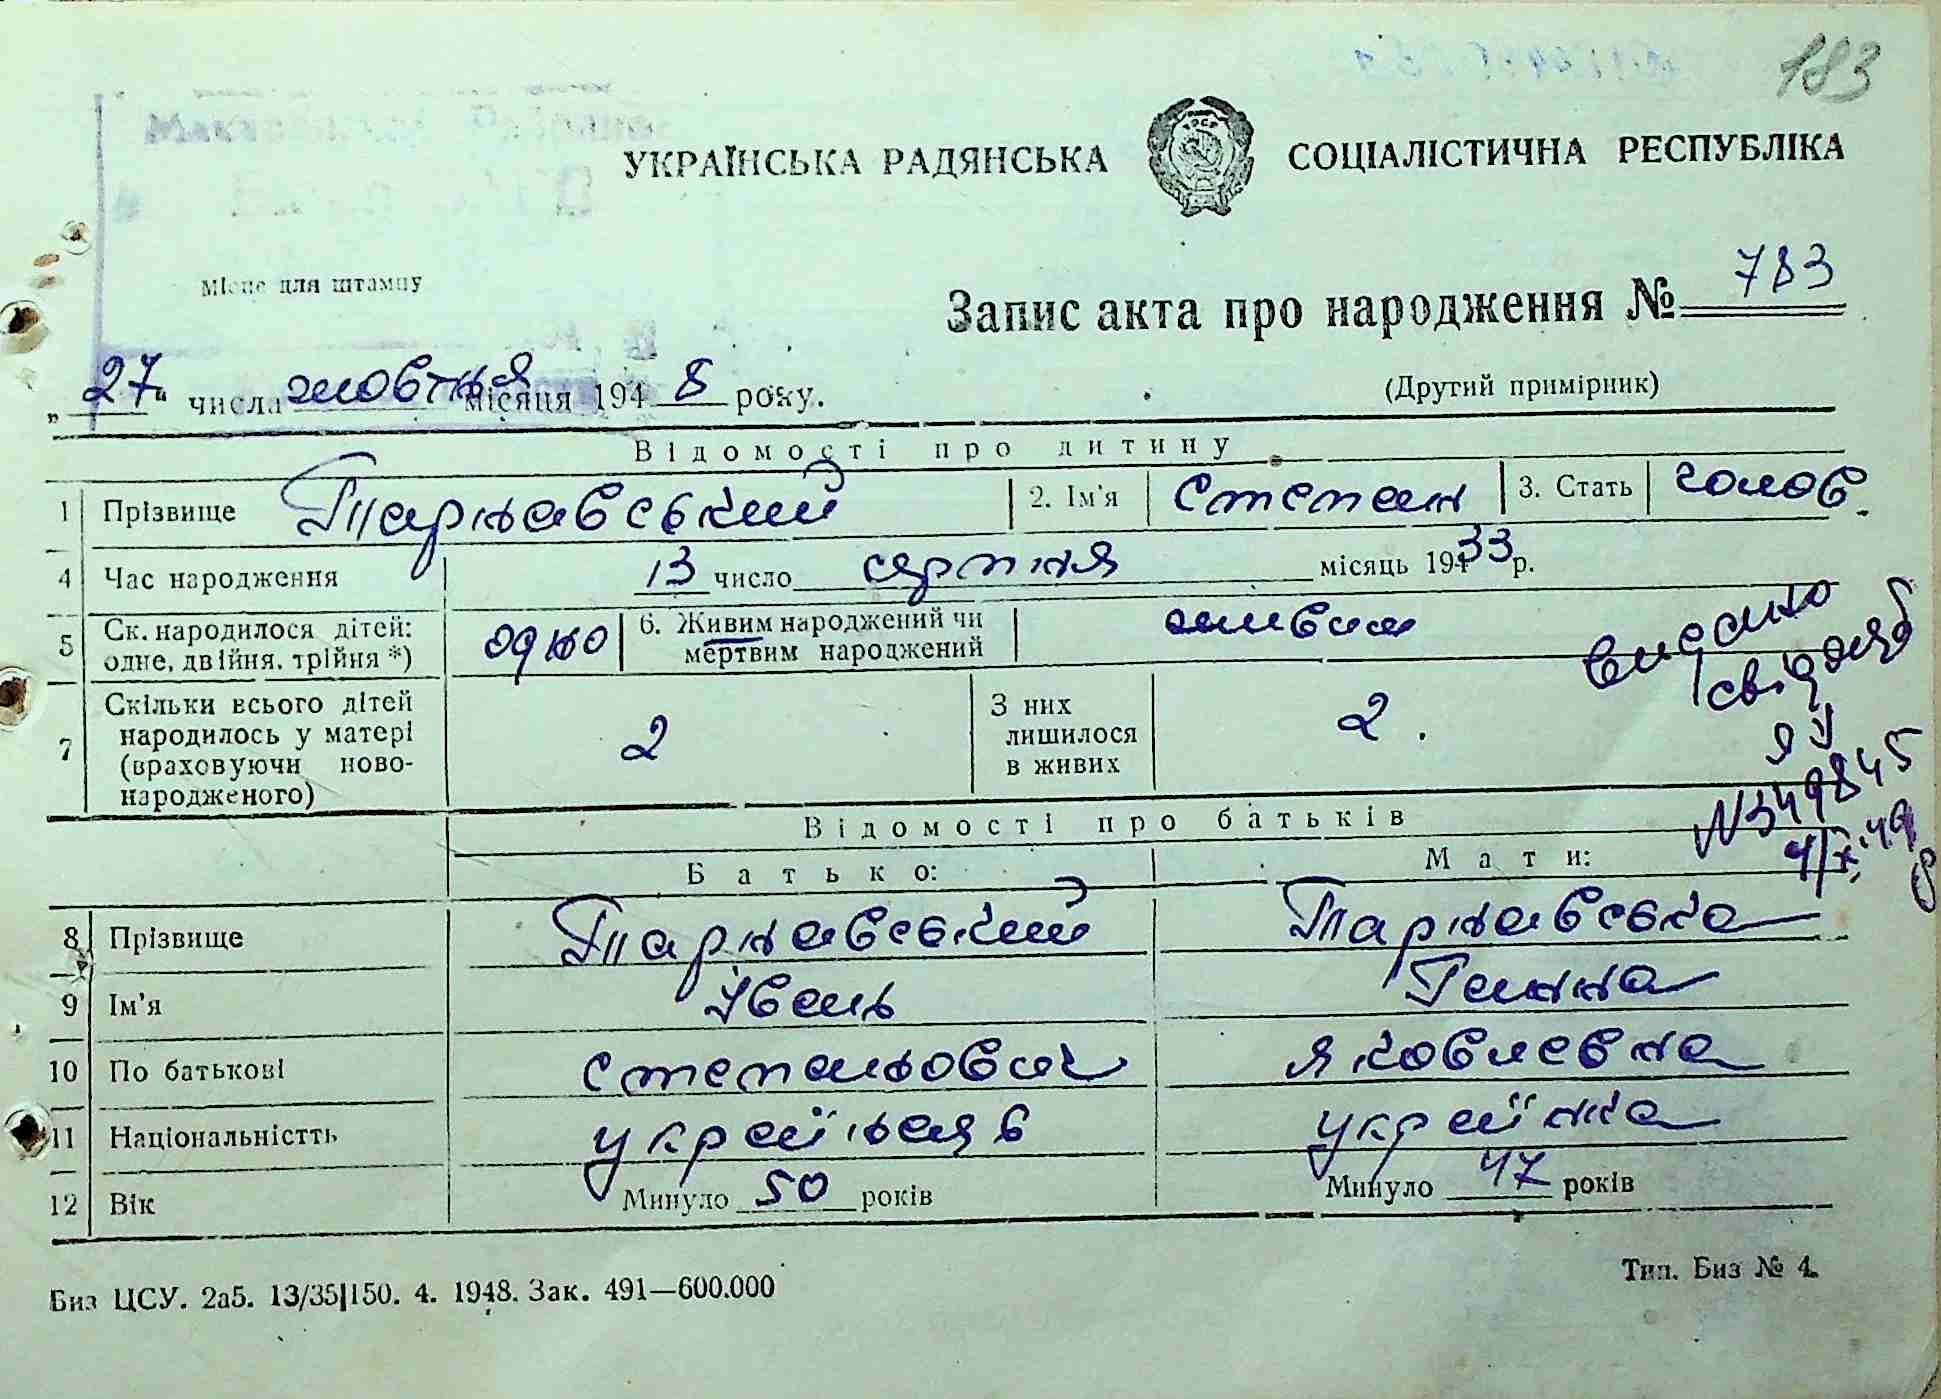 183
УКРАЇНСЬКА РАДЯНСЬКА СОЦІАЛІСТИЧНА РЕСПУБЛІКА
Місце для штампу
Запис акта про народження № 783
(Другий примірник)
„27“ числа жовтня місяця 1948 року.
Відомості про дитину
1 Прізвище Тарнавський 2. Ім'я Степан 3. Стать голов.
4 Час народження 13 число серпня місяць 1933 р.
5 Ск. народилося дітей: одне, двійня, трійня *) одно 6. Живим народжений чи мертвим народжений живим
7 Скільки всього дітей народилось у матері (враховуючи новонародженого) 2 З них лишилося в живих 2.
видано
свідоцтв
ЯУ
N349845
Відомості про батьків
Батько: Мати:
8 Прізвище Тарнавський Тарнавська
9 Ім'я Івань Ганна
10 По батькові Степанович Яковлевна
11 Національністть українець українка
12 Вік Минуло 50 років Минуло 47 років
Биз ЦСУ. 2а5. 13/35|150. 4. 1948. Зак. 491—600.000
Тип. Биз № 4.